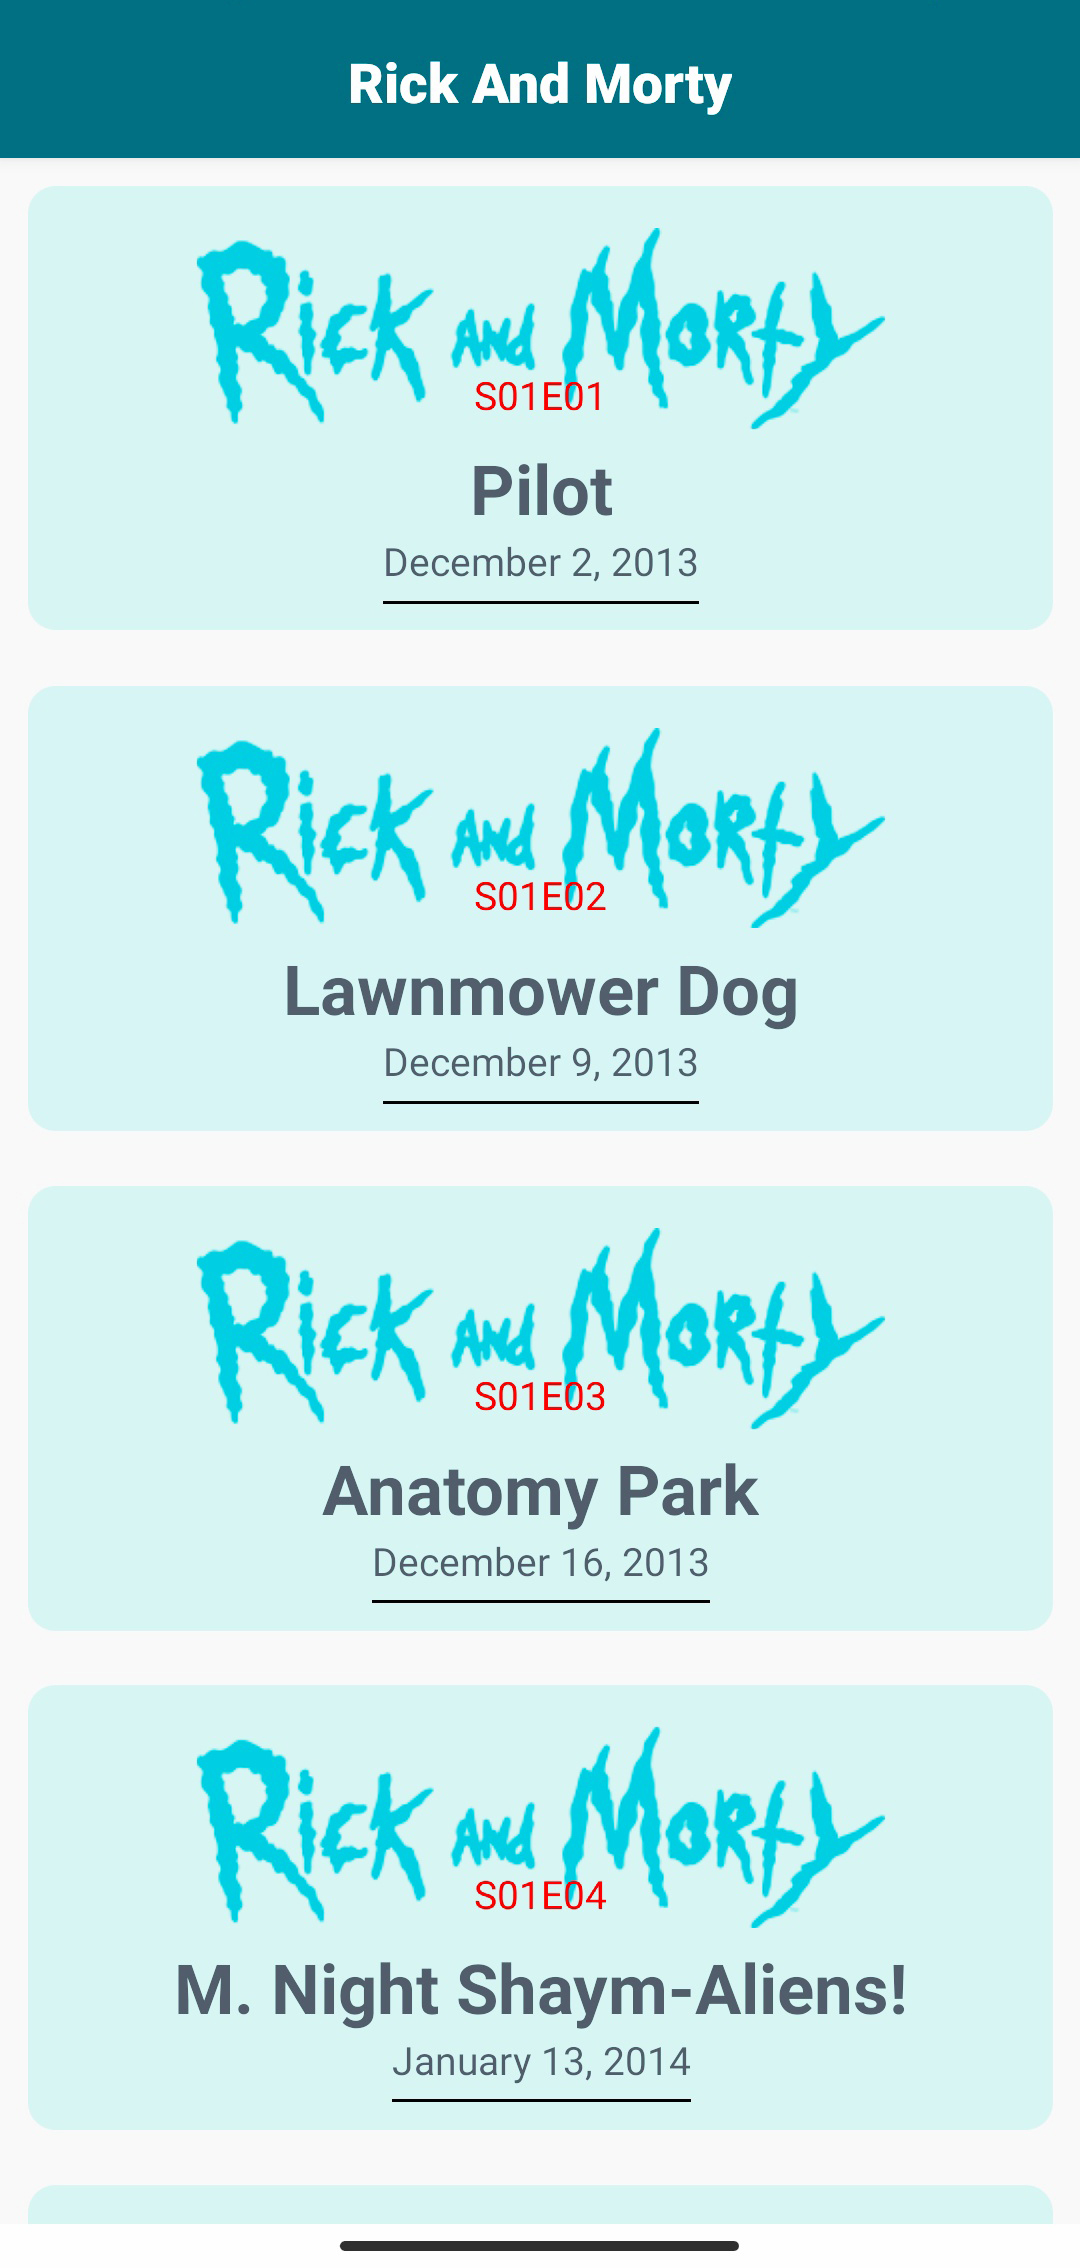 Rick And Morty
Rick and Morty
S01E01
Pilot
December 2, 2013
Rick and Morty
S01E02
Lawnmower Dog
December 9, 2013
Rick and Morty
S01E03
Anatomy Park
December 16, 2013
Rick and Morty
S01E04
M. Night Shaym-Aliens!
January 13, 2014